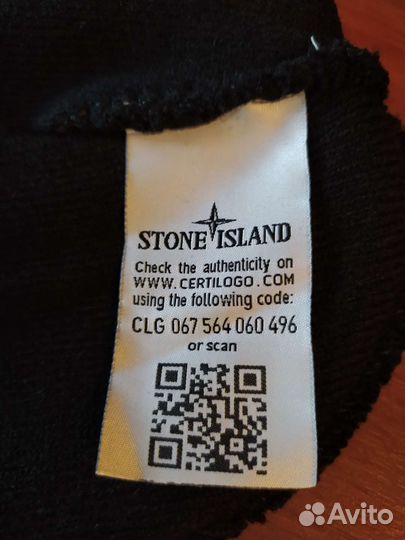 STONE ISLAND
Check the authenticity on
WWW.CERTILOGO.COM
using the following code:
CLG 067 564 060 496
or scan
Avito